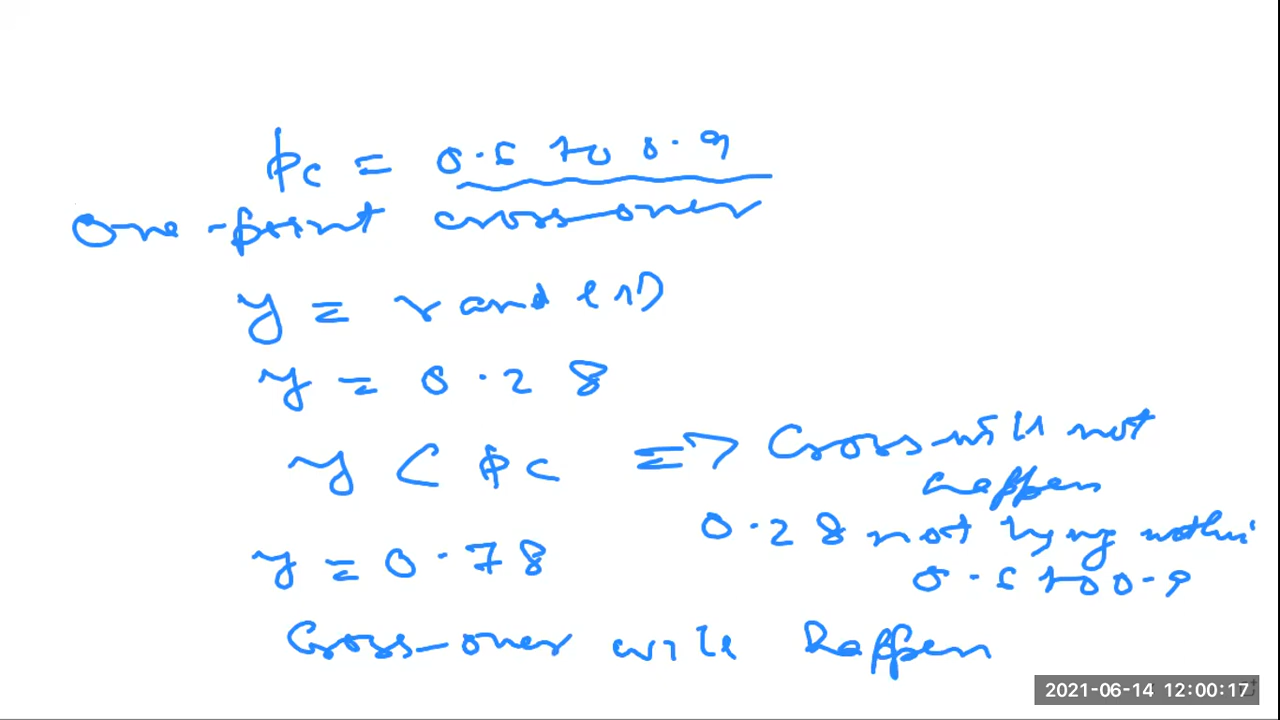 pc = 0.6 to 0.9
One-point cross-over
y = rand(1)
y = 0.28
y < pc => Cross will not
happen
0.28 not lying within
y = 0.78
0.6 to 0.9
Cross-over will happen
2021-06-14 12:00:17